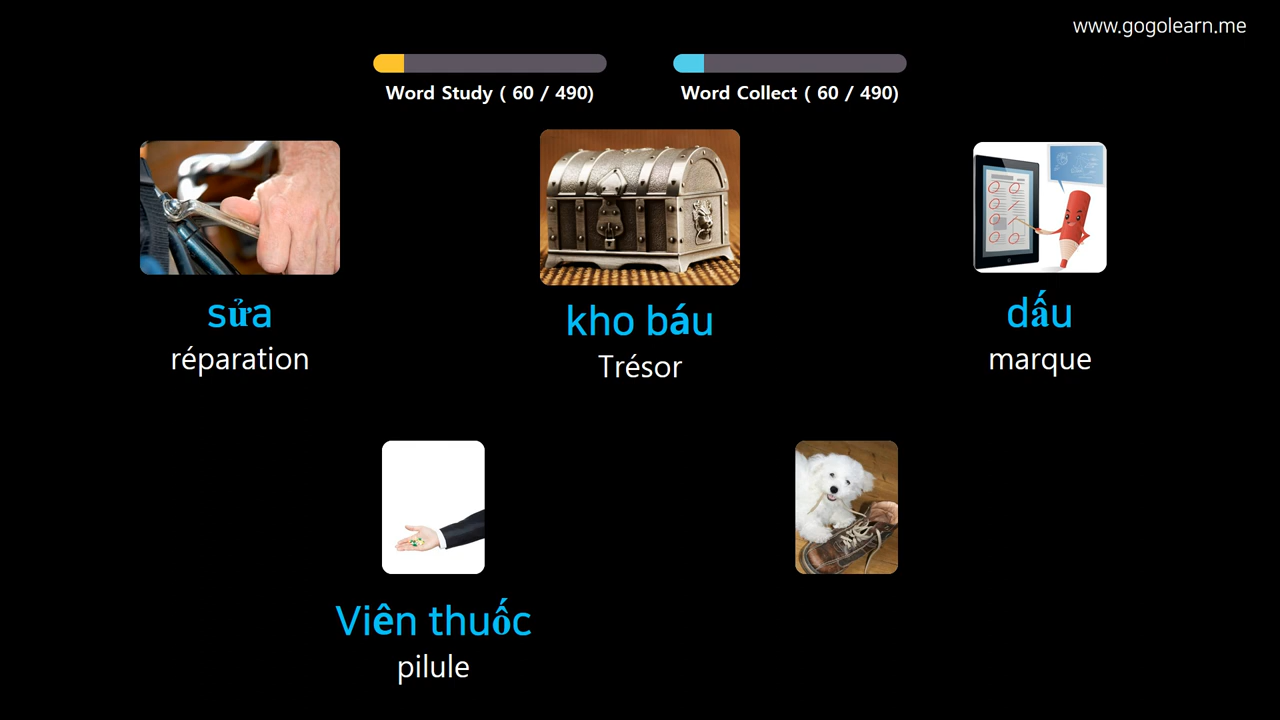 www.gogolearn.me
Word Study ( 60 / 490)
Word Collect ( 60 / 490)
sửa
réparation
kho báu
Trésor
dấu
marque
Viên thuốc
pilule